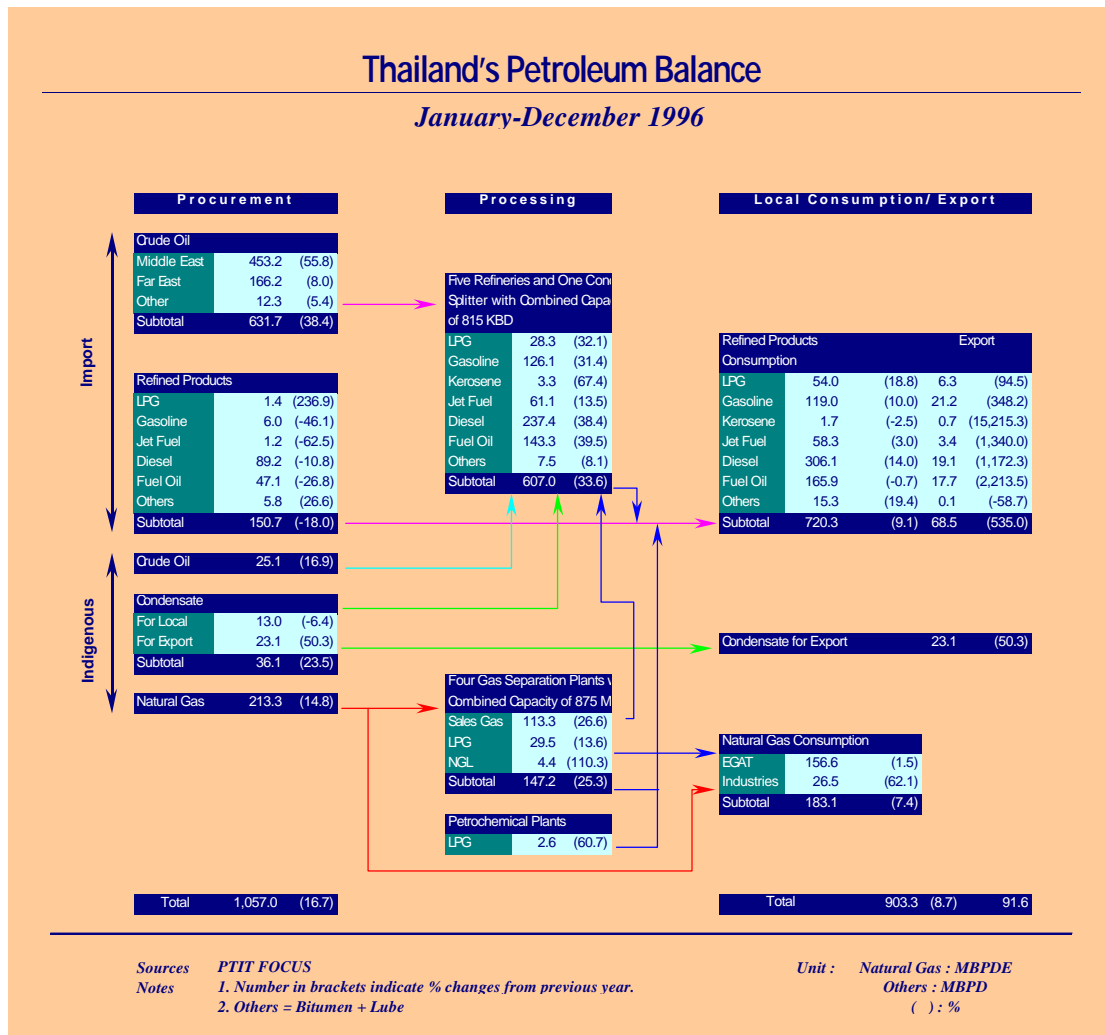 Thailand's Petroleum Balance
January-December 1996
Procurement
Processing
Local Consumption/ Export
Import
Crude Oil
Middle East 453.2 (55.8)
Far East 166.2 (8.0)
Other 12.3 (5.4)
Subtotal 631.7 (38.4)
Refined Products
LPG 1.4 (236.9)
Gasoline 6.0 (-46.1)
Jet Fuel 1.2 (-62.5)
Diesel 89.2 (-10.8)
Fuel Oil 47.1 (-26.8)
Others 5.8 (26.6)
Subtotal 150.7 (-18.0)
Indigenous
Crude Oil 25.1 (16.9)
Condensate
For Local 13.0 (-6.4)
For Export 23.1 (50.3)
Subtotal 36.1 (23.5)
Natural Gas 213.3 (14.8)
Total 1,057.0 (16.7)
Five Refineries and One
Splitter with Combined
of 815 KBD
LPG 28.3 (32.1)
Gasoline 126.1 (31.4)
Kerosene 3.3 (67.4)
Jet Fuel 61.1 (13.5)
Diesel 237.4 (38.4)
Fuel Oil 143.3 (39.5)
Others 7.5 (8.1)
Subtotal 607.0 (33.6)
Four Gas Separation Plants
Combined Capacity of 875
Sales Gas 113.3 (26.6)
LPG 29.5 (13.6)
NGL 4.4 (110.3)
Subtotal 147.2 (25.3)
Petrochemical Plants
LPG 2.6 (60.7)
Refined Products Export
Consumption
LPG 54.0 (18.8) 6.3 (94.5)
Gasoline 119.0 (10.0) 21.2 (348.2)
Kerosene 1.7 (-2.5) 0.7 (15,215.3)
Jet Fuel 58.3 (3.0) 3.4 (1,340.0)
Diesel 306.1 (14.0) 19.1 (1,172.3)
Fuel Oil 165.9 (-0.7) 17.7 (2,213.5)
Others 15.3 (19.4) 0.1 (-58.7)
Subtotal 720.3 (9.1) 68.5 (535.0)
Condensate for Export 23.1 (50.3)
Natural Gas Consumption
EGAT 156.6 (1.5)
Industries 26.5 (62.1)
Subtotal 183.1 (7.4)
Total 903.3 (8.7) 91.6
Sources PTIT FOCUS
Notes 1. Number in brackets indicate % changes from previous year.
2. Others = Bitumen + Lube
Unit : Natural Gas : MBPDE
Others : MBPD
( ) : %